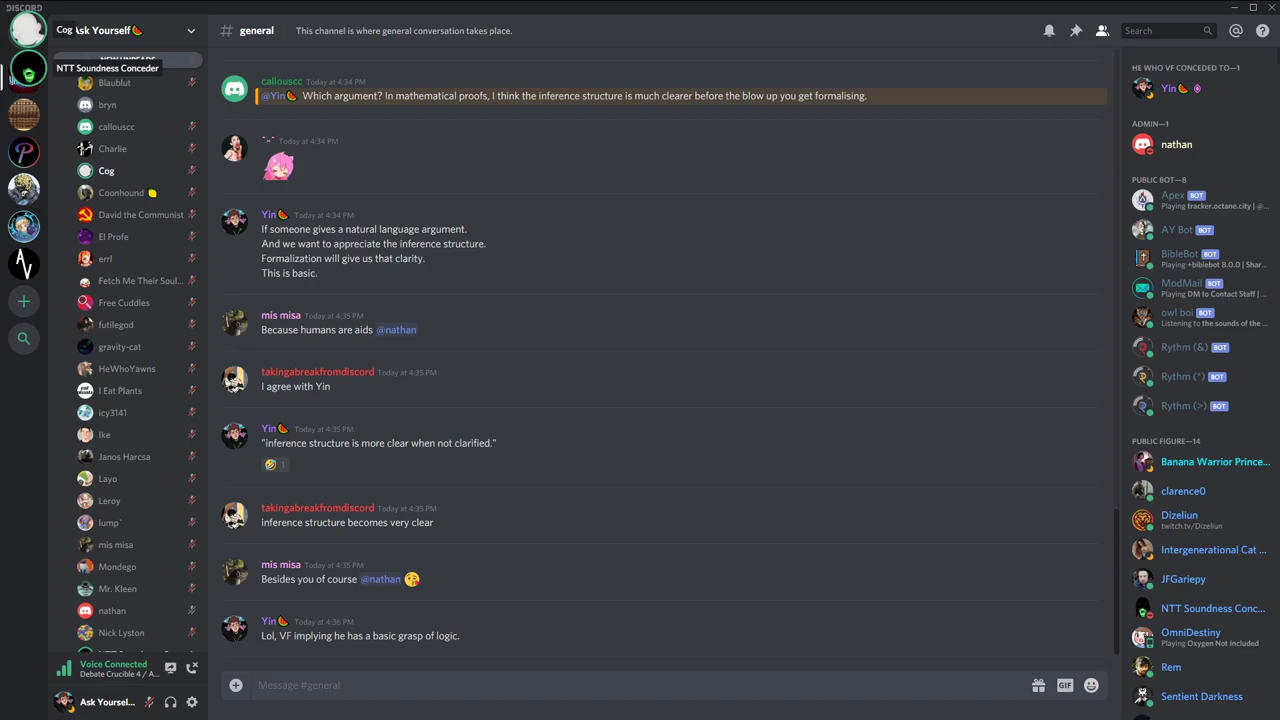 DISCORD
Cog
Ask Yourself🍉
NEW UNREADS
NTT Soundness Conceder
Blaublut
bryn
callouscc
Charlie
Cog
Coonhound 🍋
David the Communist
El Profe
errl
Fetch Me Their Soul...
Free Cuddles
futilegod
gravity-cat
HeWhoYawns
I Eat Plants
icy3141
Ike
Janos Harcsa
Layo
Leroy
lump`
mis misa
Mondego
Mr. Kleen
nathan
Nick Lyston
Voice Connected
Debate Crucible 4 / A...
Ask Yoursel...
# general
This channel is where general conversation takes place.
Search
callouscc Today at 4:34 PM
@Yin🍉 Which argument? In mathematical proofs, I think the inference structure is much clearer before the blow up you get formalising.
Today at 4:34 PM
Yin🍉 Today at 4:34 PM
If someone gives a natural language argument.
And we want to appreciate the inference structure.
Formalization will give us that clarity.
This is basic.
mis misa Today at 4:35 PM
Because humans are aids @nathan
takingabreakfromdiscord Today at 4:35 PM
I agree with Yin
Yin🍉 Today at 4:35 PM
"inference structure is more clear when not clarified."
🤣 1
takingabreakfromdiscord Today at 4:35 PM
inference structure becomes very clear
mis misa Today at 4:35 PM
Besides you of course @nathan 😘
Yin🍉 Today at 4:36 PM
Lol, VF implying he has a basic grasp of logic.
Message #general
GIF
HE WHO VF CONCEDED TO—1
Yin🍉
ADMIN—1
nathan
PUBLIC BOT—8
Apex BOT
Playing tracker.octane.city | @...
AY Bot BOT
BibleBot BOT
Playing +biblebot 8.0.0 | Shar...
ModMail BOT
Playing DM to Contact Staff | ...
owl boi BOT
Listening to the sounds of the ...
Rythm (&) BOT
Rythm (*) BOT
Rythm (>) BOT
PUBLIC FIGURE—14
Banana Warrior Prince...
clarence0
Dizeliun
twitch.tv/Dizeliun
Intergenerational Cat ...
JFGariepy
NTT Soundness Conc...
OmniDestiny
Playing Oxygen Not Included
Rem
Sentient Darkness